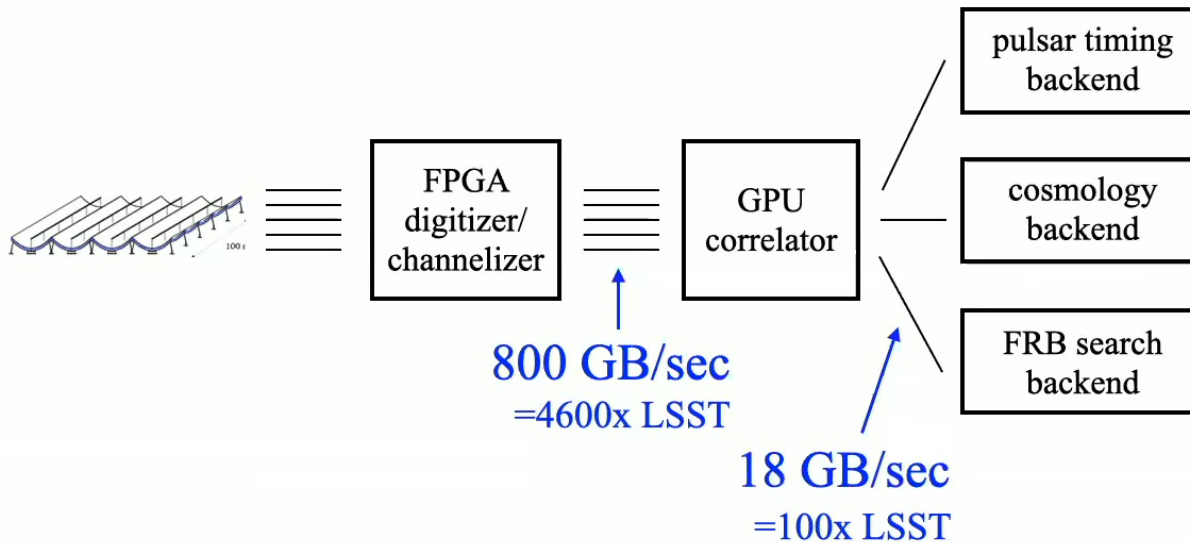 pulsar timing
backend
FPGA
digitizer/
channelizer
GPU
correlator
cosmology
backend
100
FRB search
backend
800 GB/sec
=4600x LSST
18 GB/sec
=100x LSST